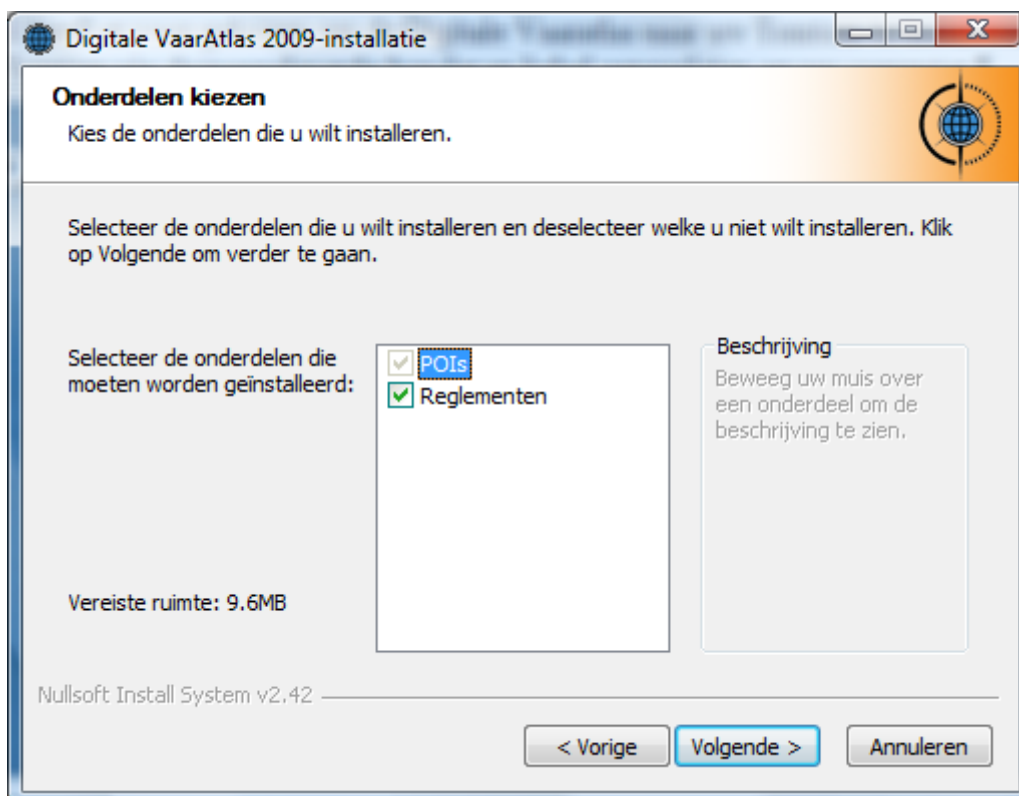 Digitale VaarAtlas 2009-installatie
Onderdelen kiezen
Kies de onderdelen die u wilt installeren.
Selecteer de onderdelen die u wilt installeren en deselecteer welke u niet wilt installeren. Klik
op Volgende om verder te gaan.
Selecteer de onderdelen die
moeten worden geïnstalleerd:
POIs
Reglementen
Beschrijving
Beweeg uw muis over
een onderdeel om de
beschrijving te zien.
Vereiste ruimte: 9.6MB
Nullsoft Install System v2.42
< Vorige
Volgende >
Annuleren